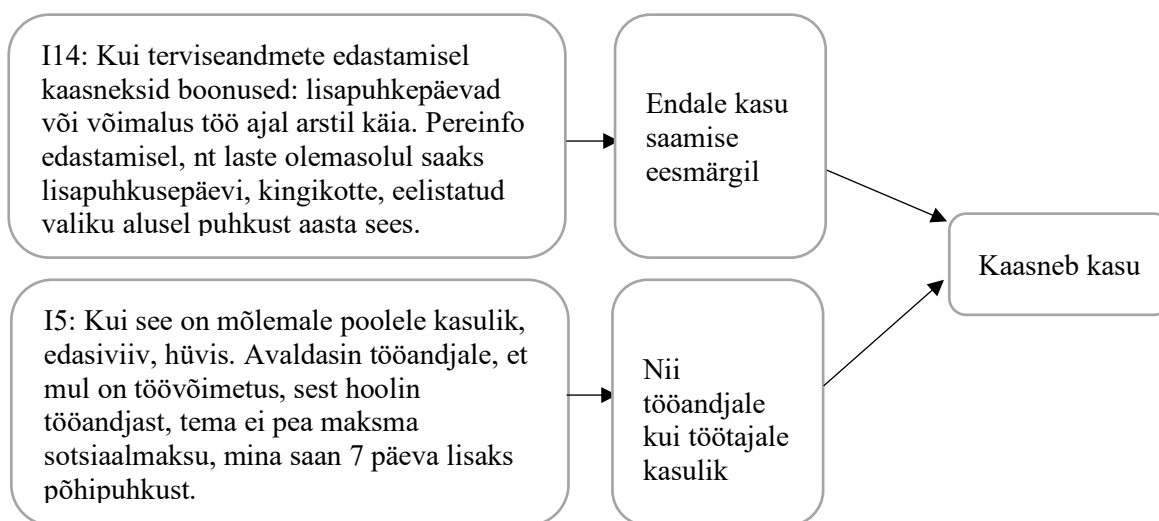 I14: Kui terviseandmete edastamisel
kaasneksid boonused: lisapuhkepäevad
või võimalus töö ajal arstil käia. Pereinfo
edastamisel, nt laste olemasolul saaks
lisapuhkusepäevi, kingikotte, eelistatud
valiku alusel puhkust aasta sees.
Endale kasu
saamise
eesmärgil
Kaasneb kasu
I5: Kui see on mõlemale poolele kasulik,
edasiviiv, hüvis. Avaldasin tööandjale, et
mul on töövõimetus, sest hoolin
tööandjast, tema ei pea maksma
sotsiaalmaksu, mina saan 7 päeva lisaks
põhipuhkust.
Nii
tööandjale
kui töötajale
kasulik